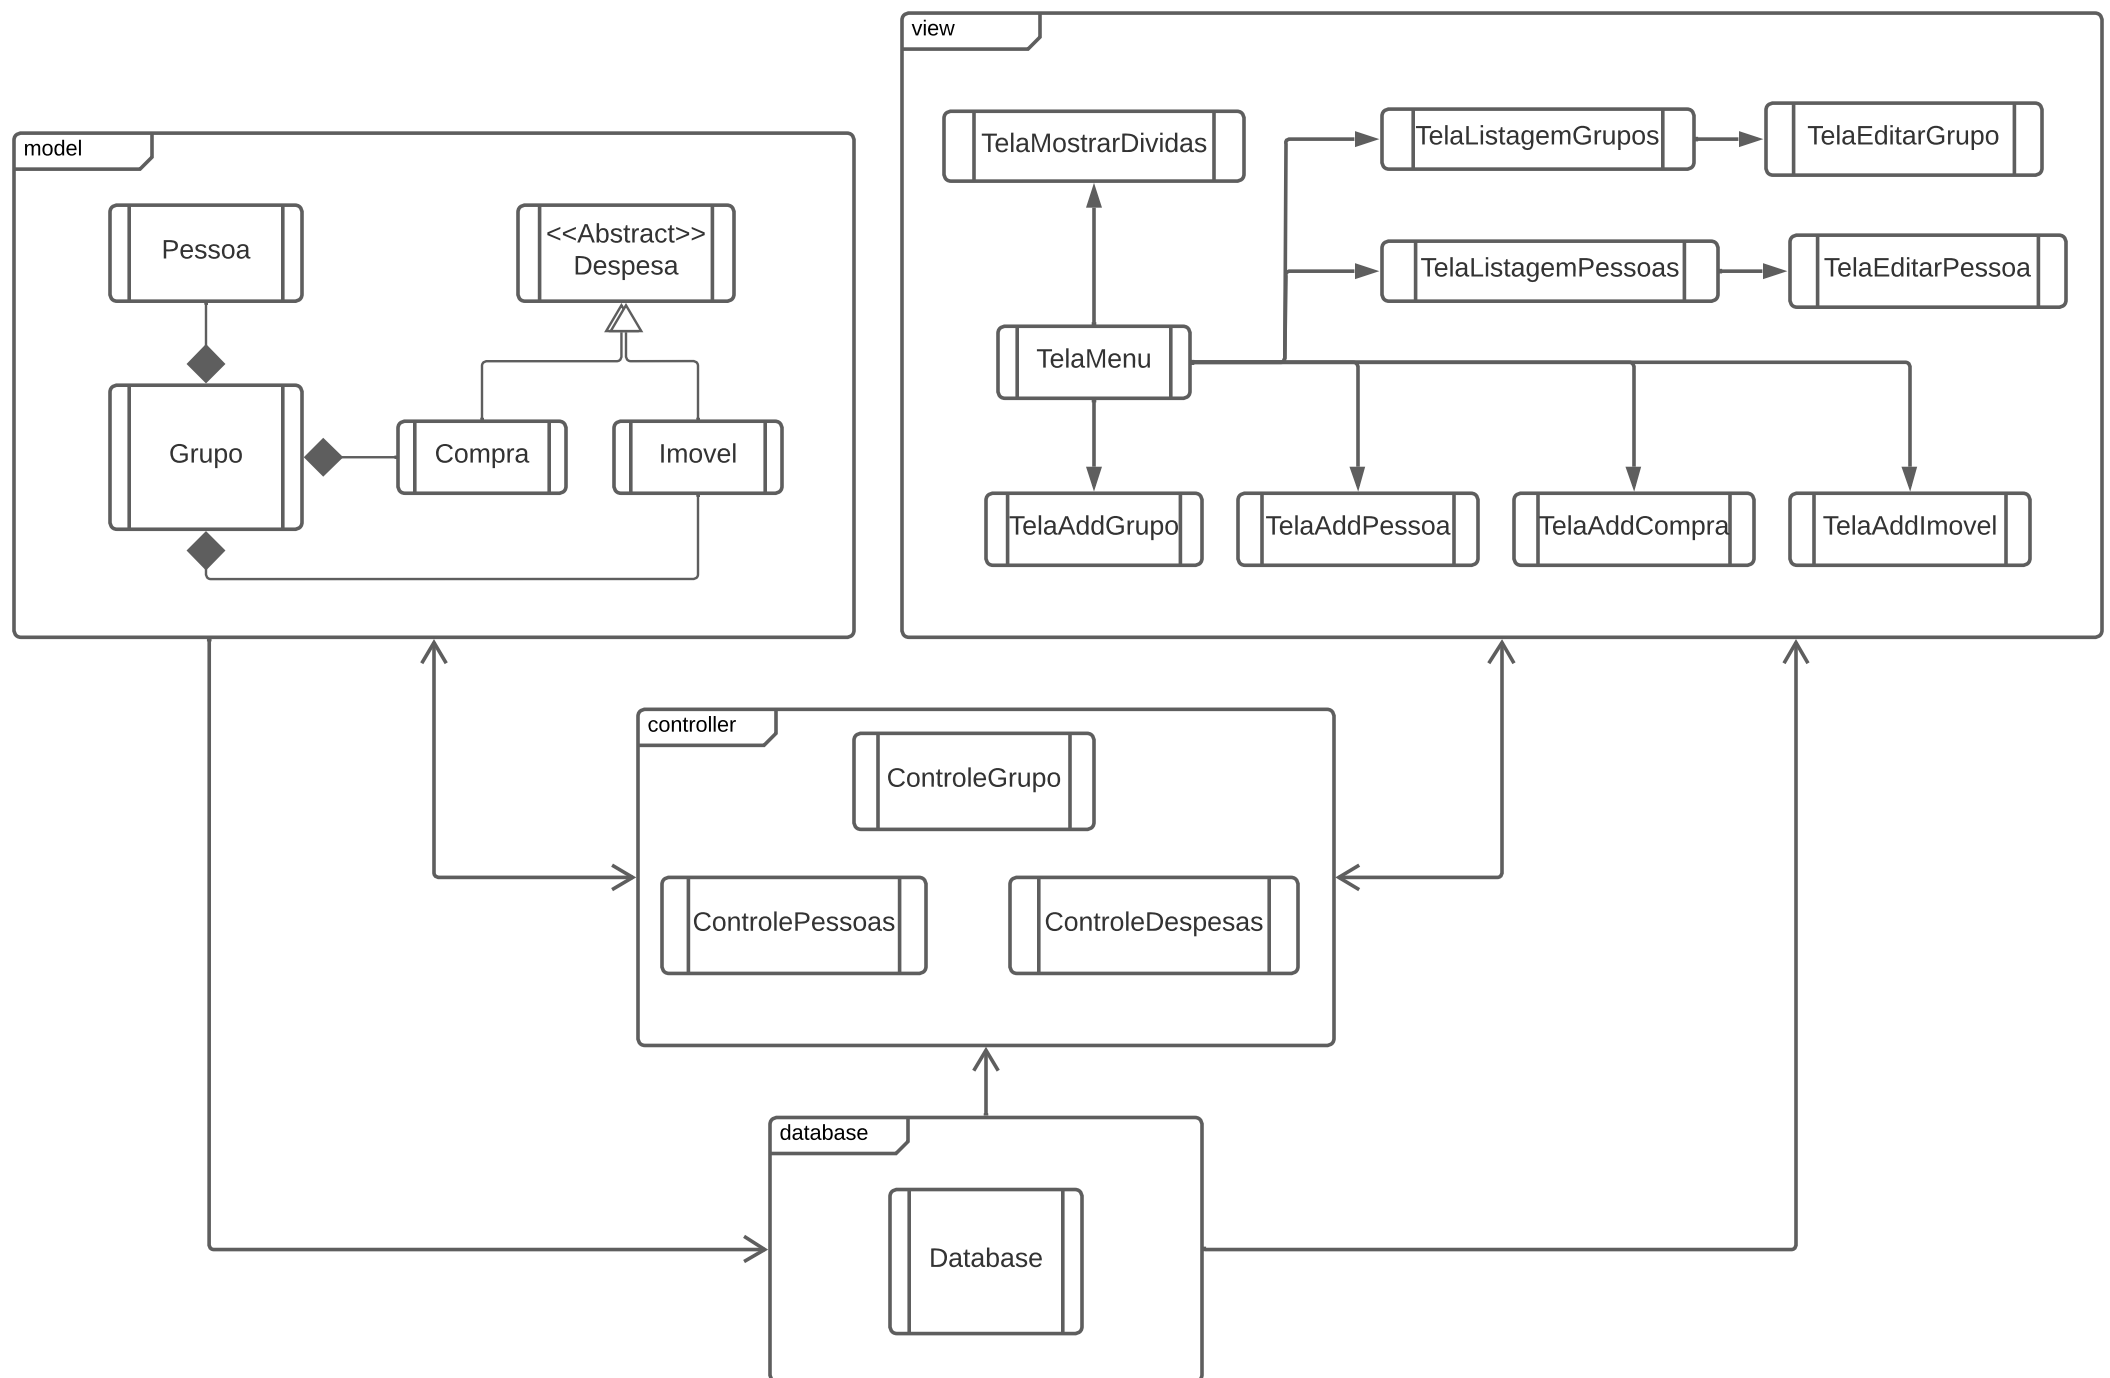 view
TelaMostrarDividas
TelaListagemGrupos
TelaEditarGrupo
TelaListagemPessoas
TelaEditarPessoa
TelaMenu
TelaAddGrupo
TelaAddPessoa
TelaAddCompra
TelaAddImovel
model
Pessoa
<<Abstract>>
Despesa
Grupo
Compra
Imovel
controller
ControleGrupo
ControlePessoas
ControleDespesas
database
Database